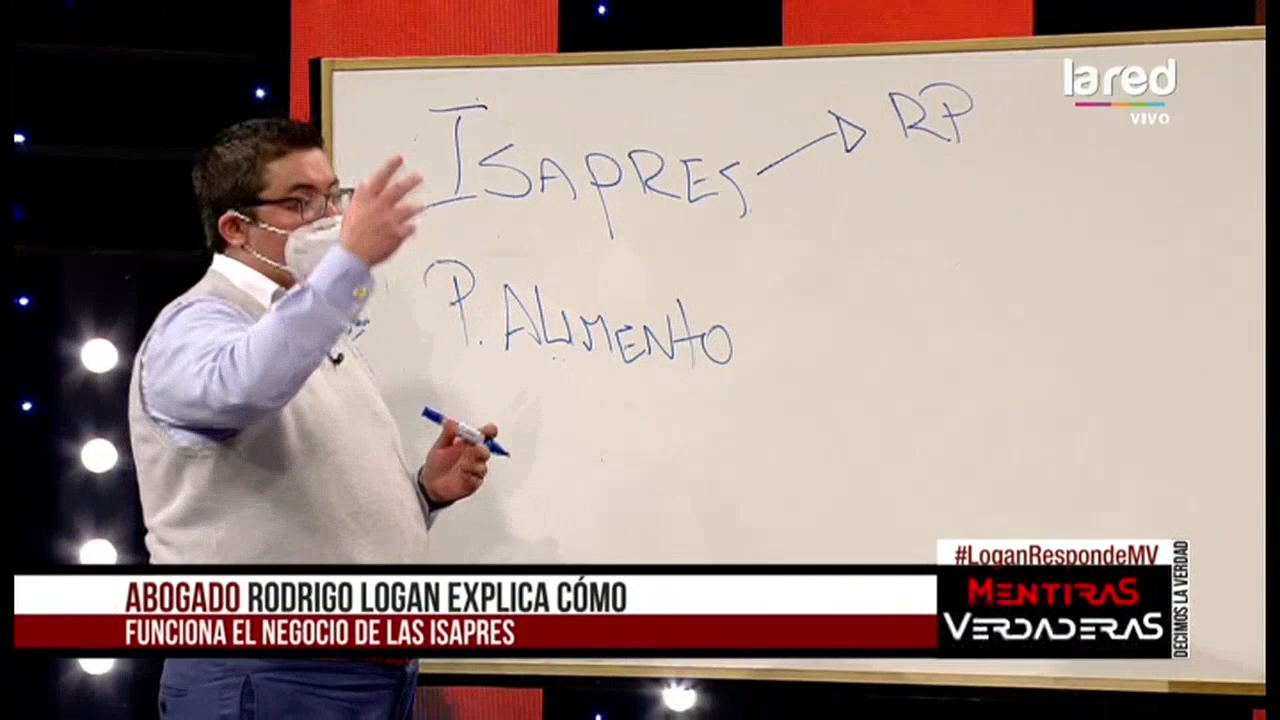 lared
VIVO
ISAPRES → RP
P. ALIMENTO
#LoganRespondeMV
ABOGADO RODRIGO LOGAN EXPLICA CÓMO
FUNCIONA EL NEGOCIO DE LAS ISAPRES
MENTIRAS
VERDADERAS
DECIMOS LA VERDAD